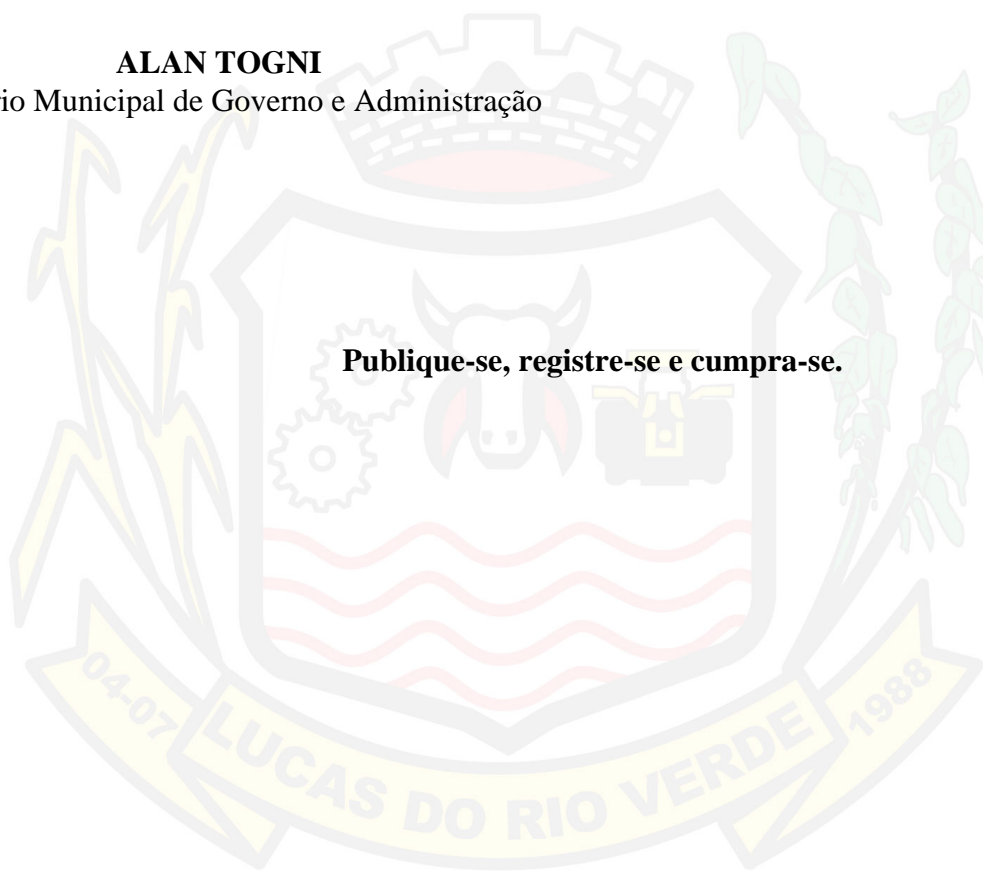 ALAN TOGNI
rio Municipal de Governo e Administração
Publique-se, registre-se e cumpra-se.
04-07 LUCAS DO RIO VERDE 1988